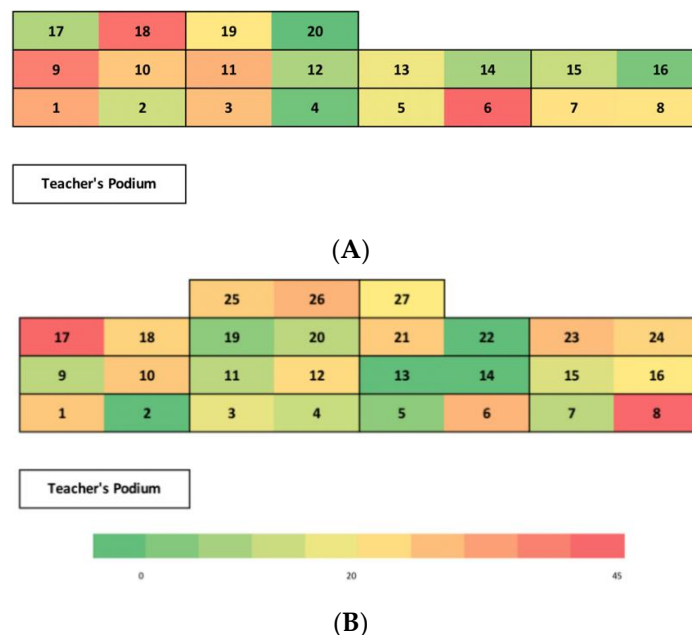 17 18 19 20
9 10 11 12 13 14 15 16
1 2 3 4 5 6 7 8
Teacher's Podium
(A)
25 26 27
17 18 19 20 21 22 23 24
9 10 11 12 13 14 15 16
1 2 3 4 5 6 7 8
Teacher's Podium
0 20 45
(B)